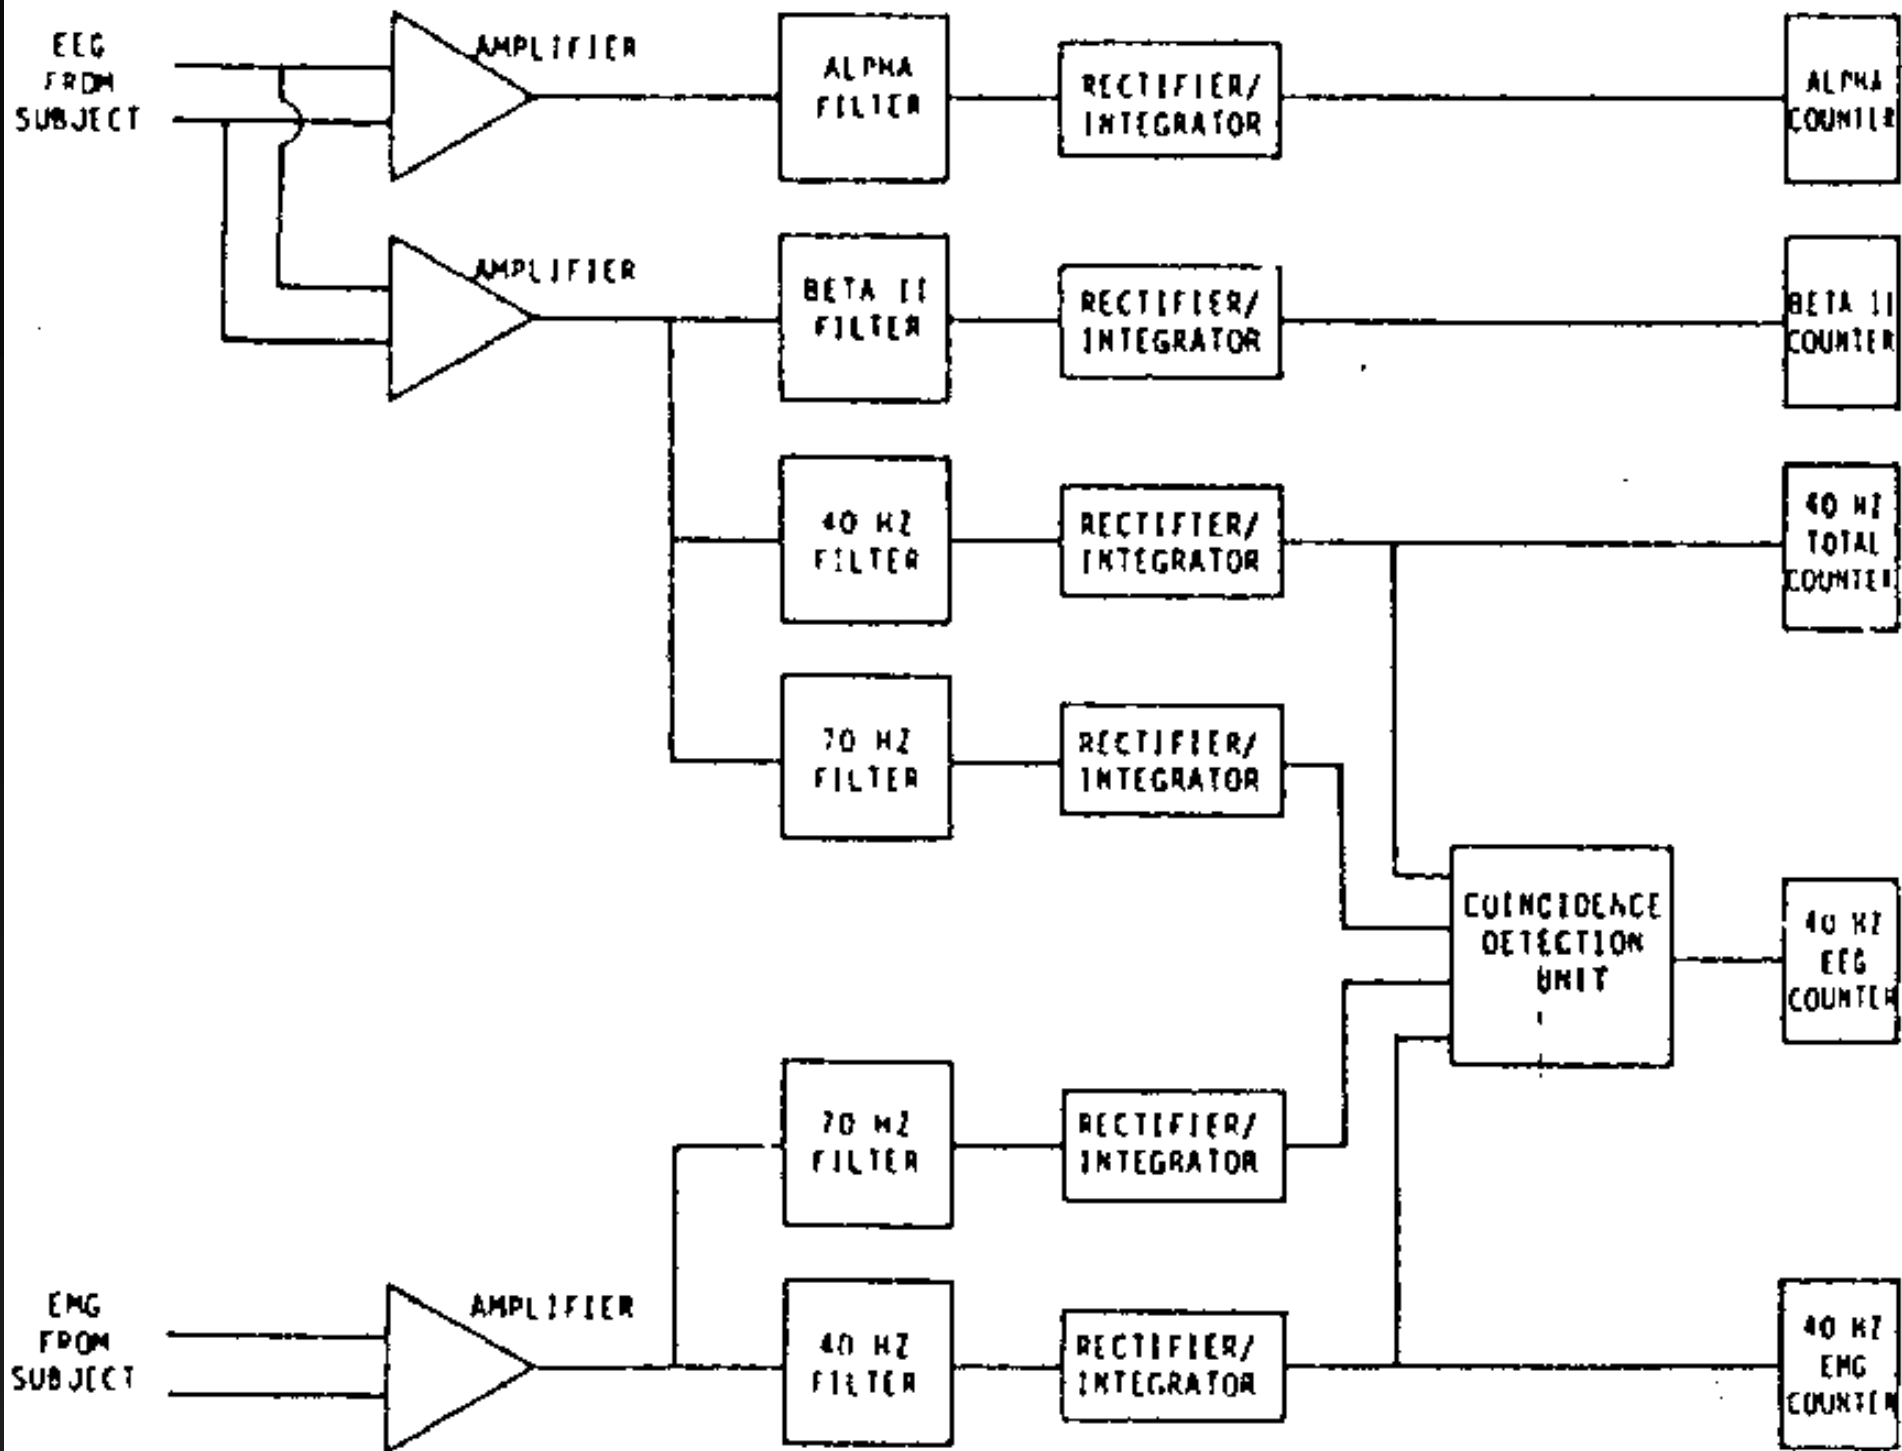 EEG
FROM
SUBJECT
AMPLIFIER
ALPHA
FILTER
RECTIFIER/
INTEGRATOR
ALPHA
COUNTER
AMPLIFIER
BETA II
FILTER
RECTIFIER/
INTEGRATOR
BETA II
COUNTER
40 HZ
FILTER
RECTIFIER/
INTEGRATOR
40 HZ
TOTAL
COUNTER
70 HZ
FILTER
RECTIFIER/
INTEGRATOR
COINCIDENCE
DETECTION
UNIT
40 HZ
EEG
COUNTER
70 HZ
FILTER
RECTIFIER/
INTEGRATOR
EMG
FROM
SUBJECT
AMPLIFIER
40 HZ
FILTER
RECTIFIER/
INTEGRATOR
40 HZ
EMG
COUNTER